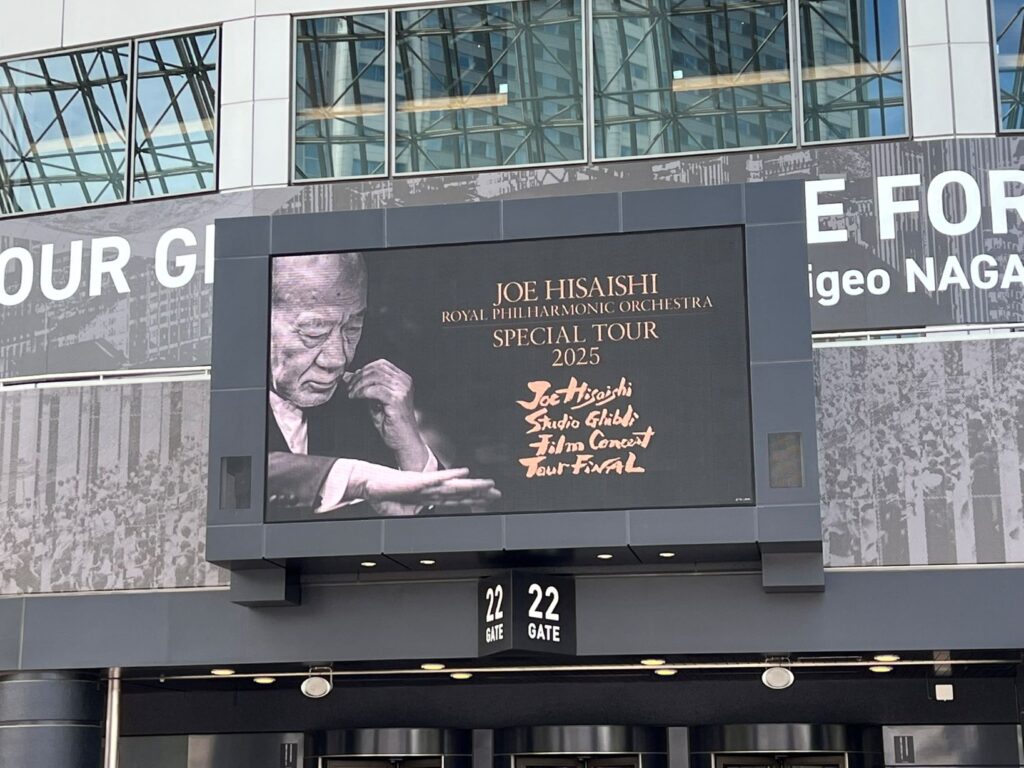 OUR GI
E FOR
igeo NAGA
JOE HISAISHI
ROYAL PHILHARMONIC ORCHESTRA
SPECIAL TOUR
2025
Joe Hisaishi
Studio Ghibli
Film Concert
Tour FINAL
22
GATE
22
GATE